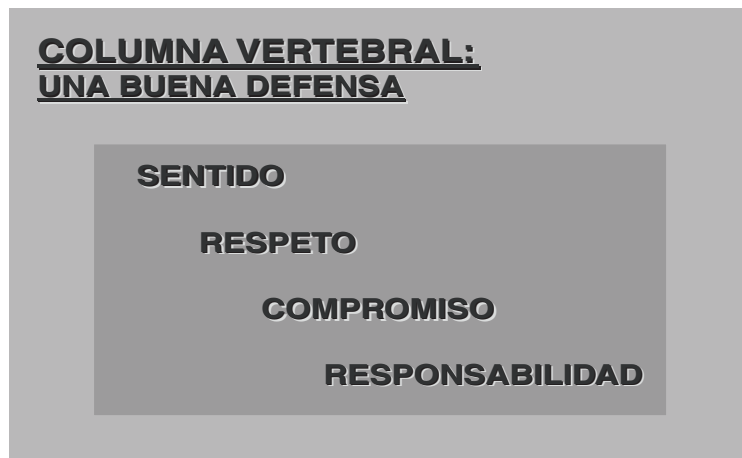 COLUMNA VERTEBRAL:
UNA BUENA DEFENSA
SENTIDO
RESPETO
COMPROMISO
RESPONSABILIDAD